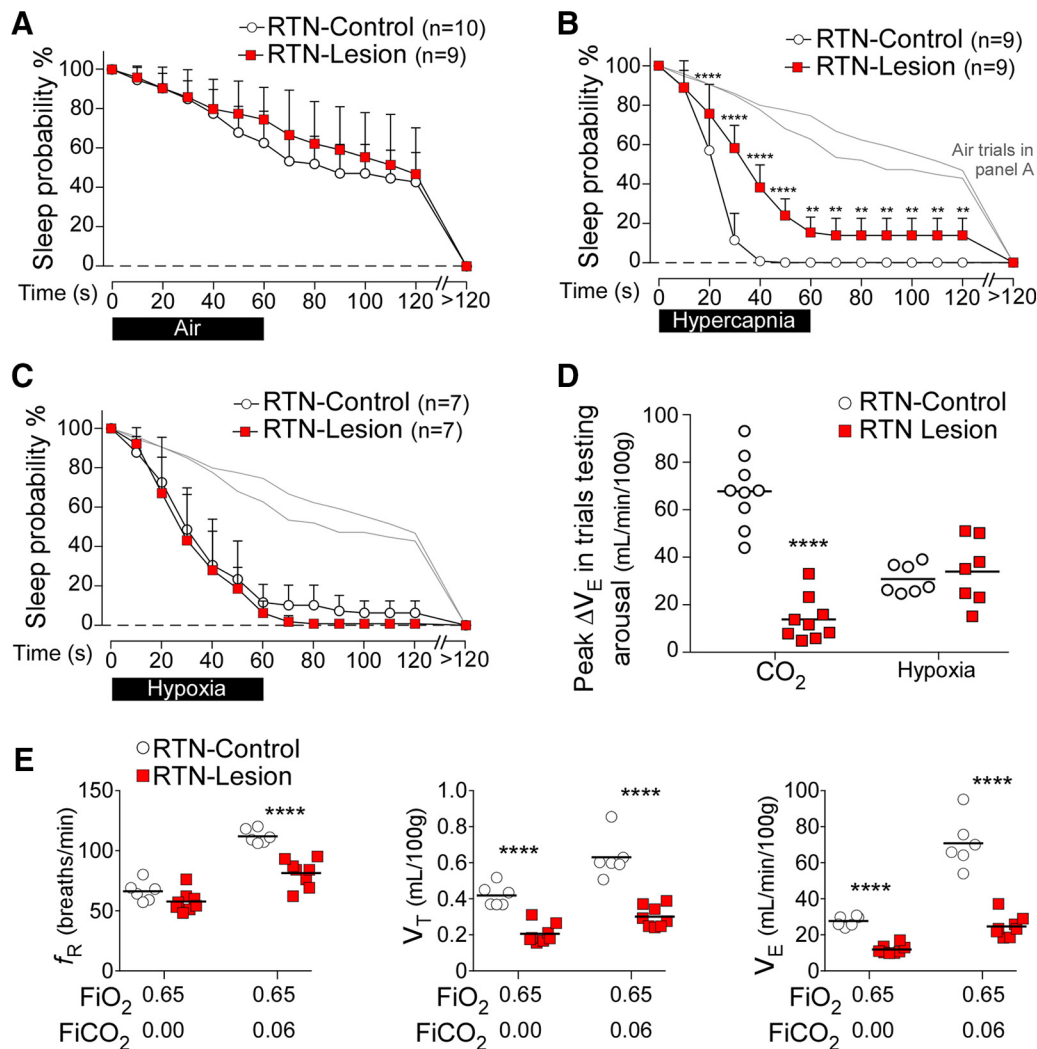 A
RTN-Control (n=10)
RTN-Lesion (n=9)
Sleep probability %
100
80
60
40
20
0
Time (s)
0 20 40 60 80 100 120 >120
Air
B
RTN-Control (n=9)
RTN-Lesion (n=9)
Sleep probability %
100
80
60
40
20
0
**** **** **** **** ** ** ** ** ** ** **
Air trials in
panel A
Time (s)
0 20 40 60 80 100 120 >120
Hypercapnia
C
RTN-Control (n=7)
RTN-Lesion (n=7)
Sleep probability %
100
80
60
40
20
0
Time (s)
0 20 40 60 80 100 120 >120
Hypoxia
D
RTN-Control
RTN Lesion
Peak ΔVE in trials testing
arousal (mL/min/100g)
100
80
60
40
20
0
****
CO2 Hypoxia
E
RTN-Control
RTN-Lesion
fR (breaths/min)
150
100
50
0
****
FiO2 0.65 0.65
FiCO2 0.00 0.06
VT (mL/100g)
1.0
0.8
0.6
0.4
0.2
0
**** ****
0.65 0.65
0.00 0.06
VE (mL/min/100g)
100
80
60
40
20
0
**** ****
0.65 0.65
0.00 0.06